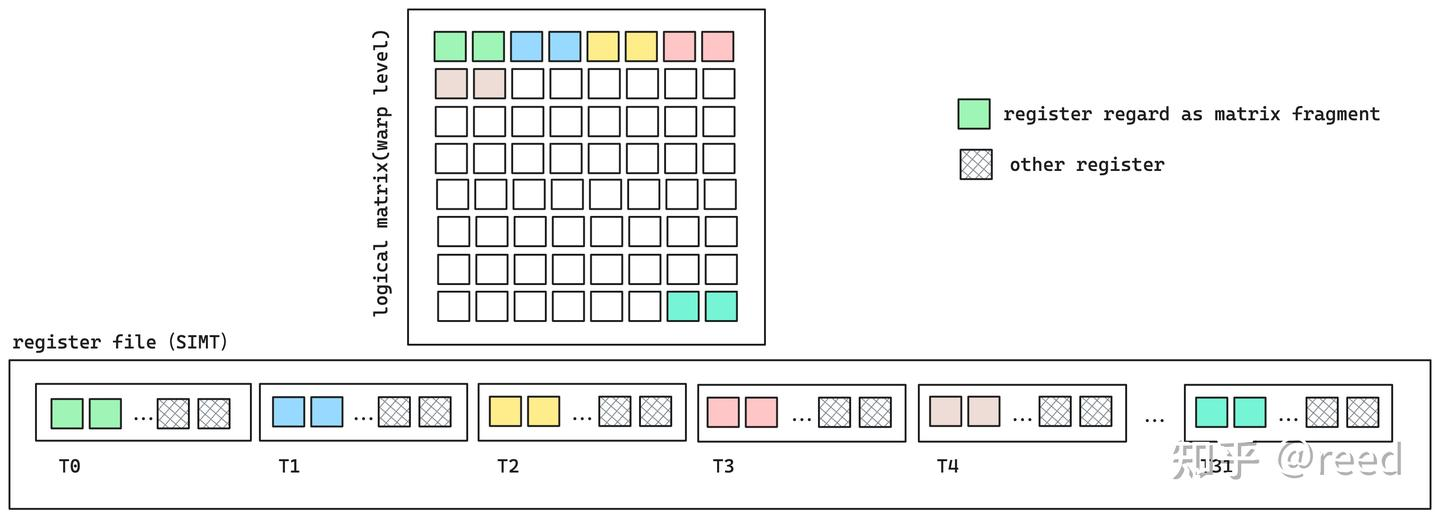 logical matrix(warp level)
register regard as matrix fragment
other register
register file (SIMT)
...
...
...
...
...
...
...
T0
T1
T2
T3
T4
T31
知乎 @reed